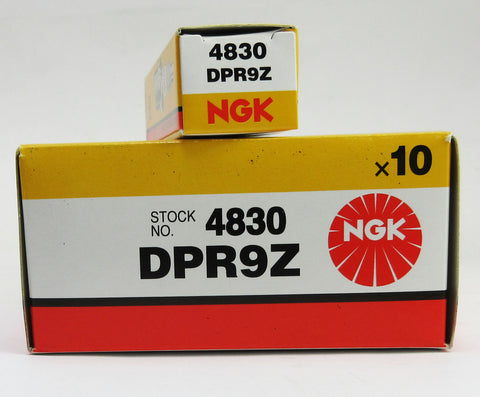 4830
DPR9Z
NGK
x10
STOCK
NO. 4830
DPR9Z
NGK